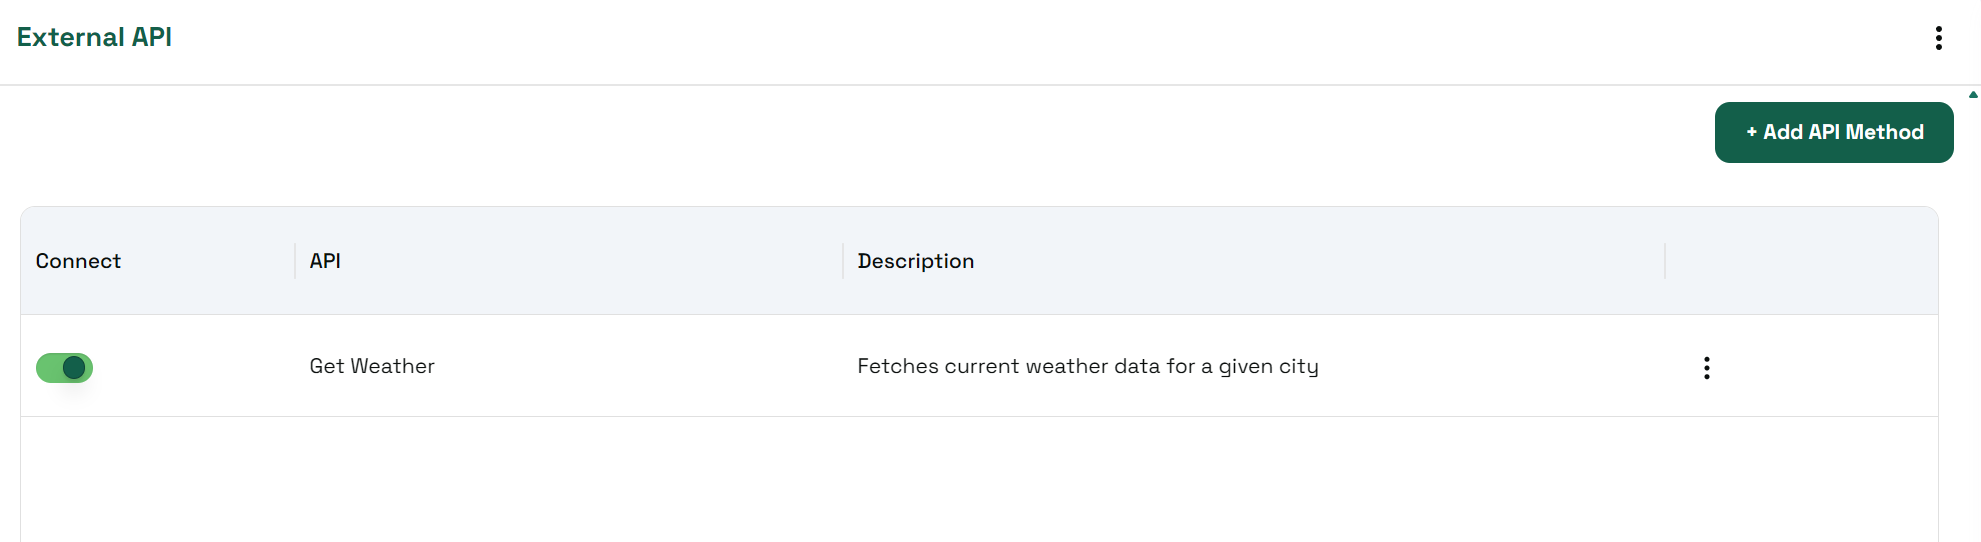 External API
+ Add API Method
Connect API Description
Get Weather Fetches current weather data for a given city